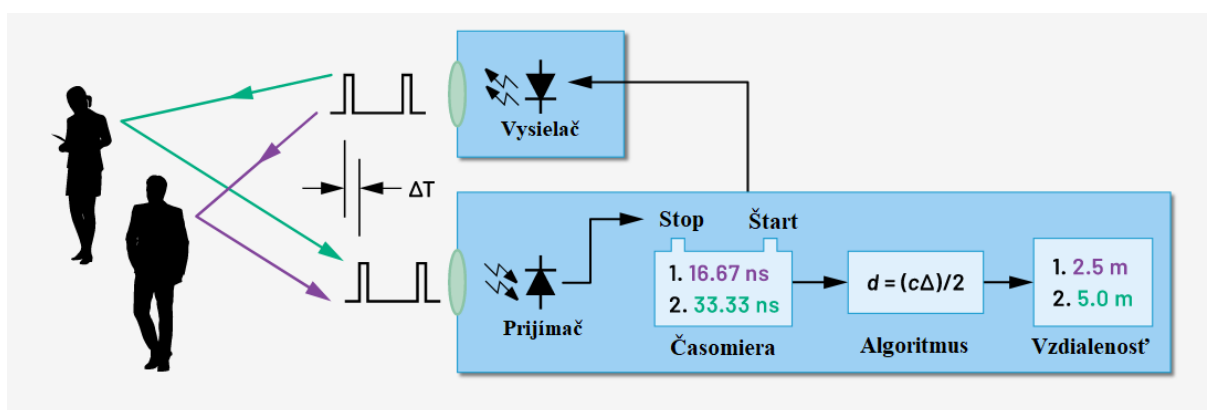 Vysielač
ΔT
Stop
Štart
1. 16.67 ns
2. 33.33 ns
d = (cΔ)/2
1. 2.5 m
2. 5.0 m
Prijímač
Časomiera
Algoritmus
Vzdialenosť